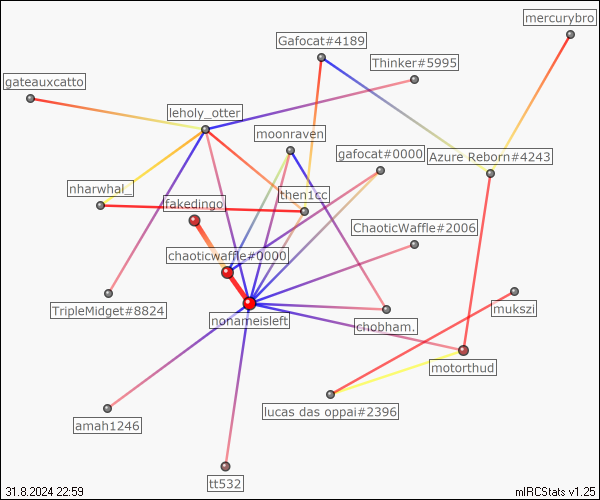 mercurybro
Gafocat#4189
Thinker#5995
gateauxcatto
leholy_otter
moonraven
gafocat#0000
Azure Reborn#4243
nharwhal_
then1cc
fakedingo
ChaoticWaffle#2006
chaoticwaffle#0000
TripleMidget#8824
nonameisleft
chobham.
mukszi
motorthud
lucas das oppai#2396
amah1246
tt532
31.8.2024 22:59
mIRCStats v1.25